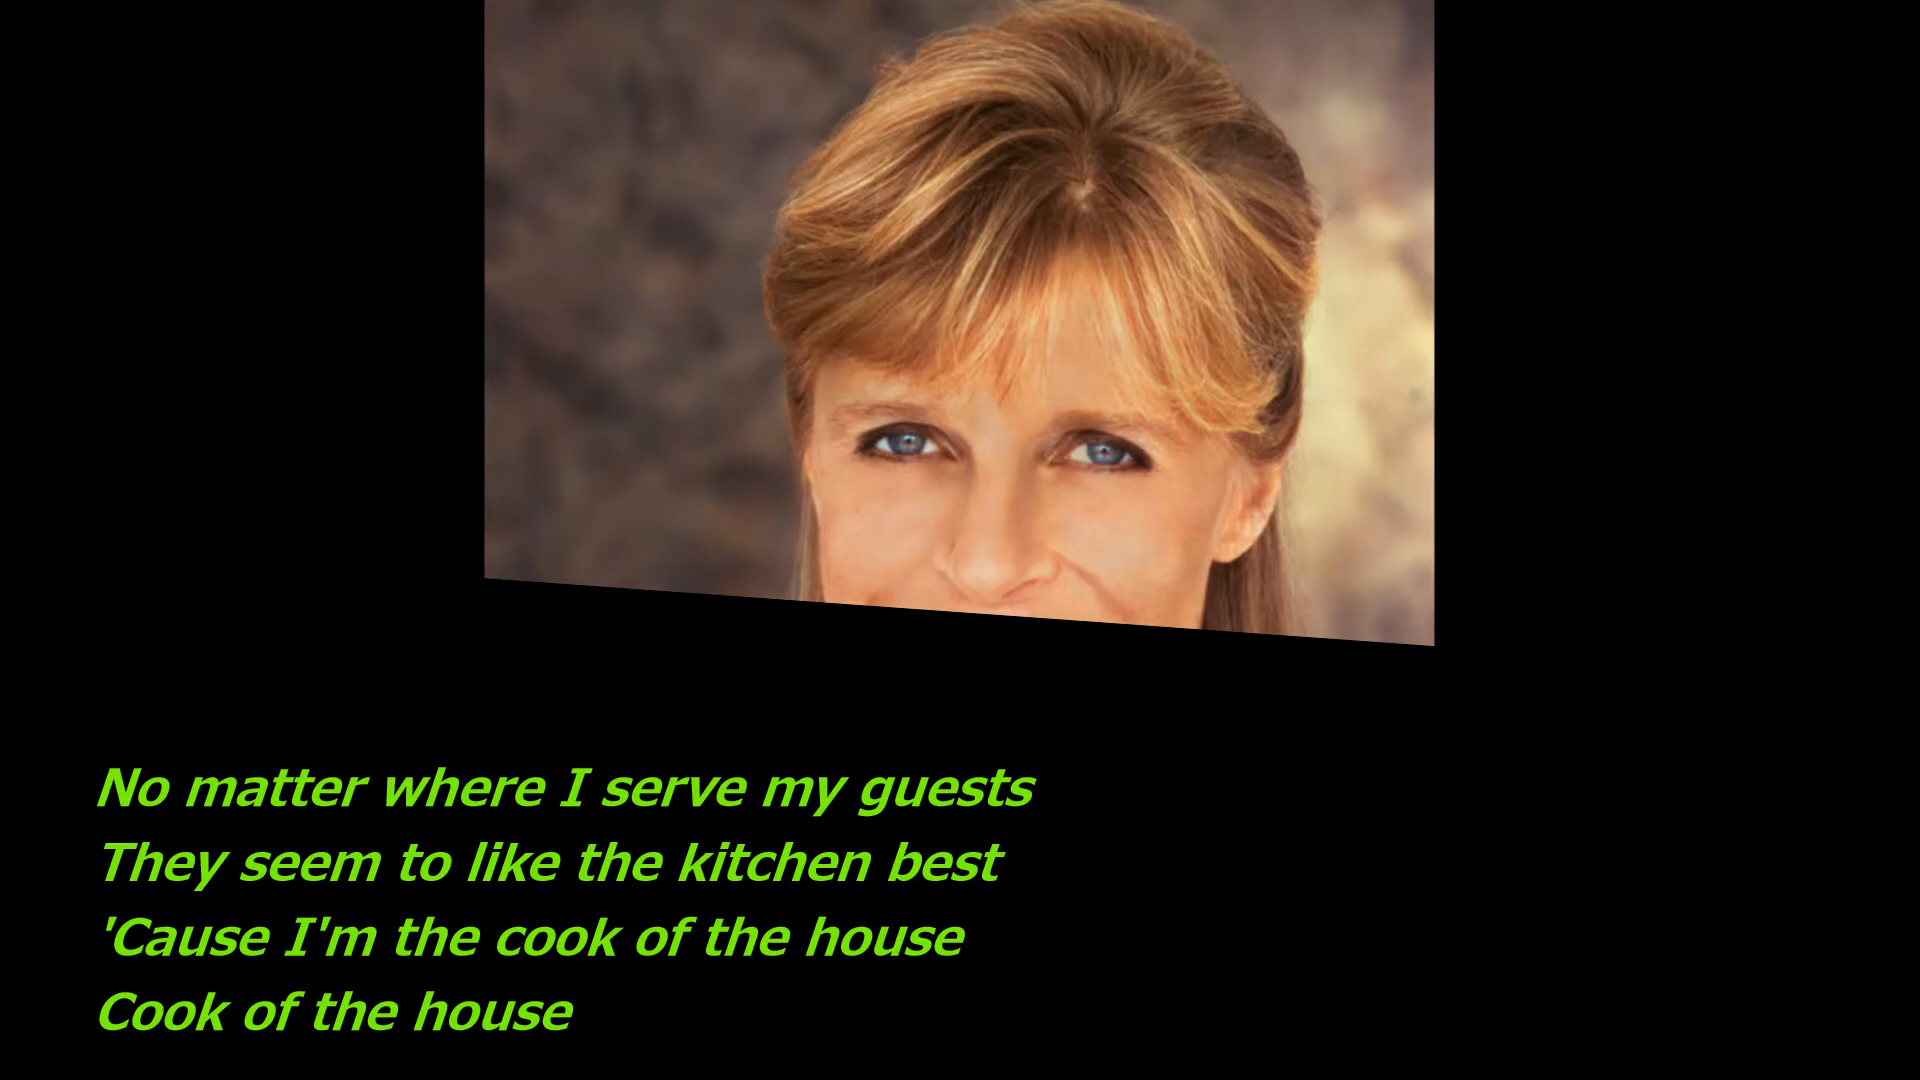 No matter where I serve my guests
They seem to like the kitchen best
'Cause I'm the cook of the house
Cook of the house